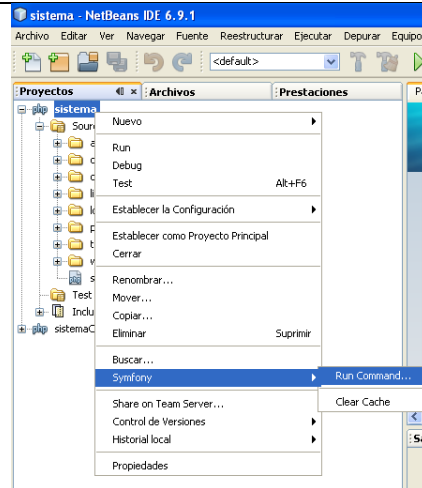 sistema - NetBeans IDE 6.9.1
Archivo Editar Ver Navegar Fuente Reestructurar Ejecutar Depurar Equipo
<default>
Proyectos Archivos Prestaciones
php sistema
Nuevo
Run
Debug
Test Alt+F6
Establecer la Configuración
Establecer como Proyecto Principal
Cerrar
Renombrar...
Mover...
Copiar...
Eliminar Suprimir
Test
Inclu
php sistemaC
Buscar...
Symfony
Run Command...
Clear Cache
Share on Team Server...
Control de Versiones
Historial local
Propiedades